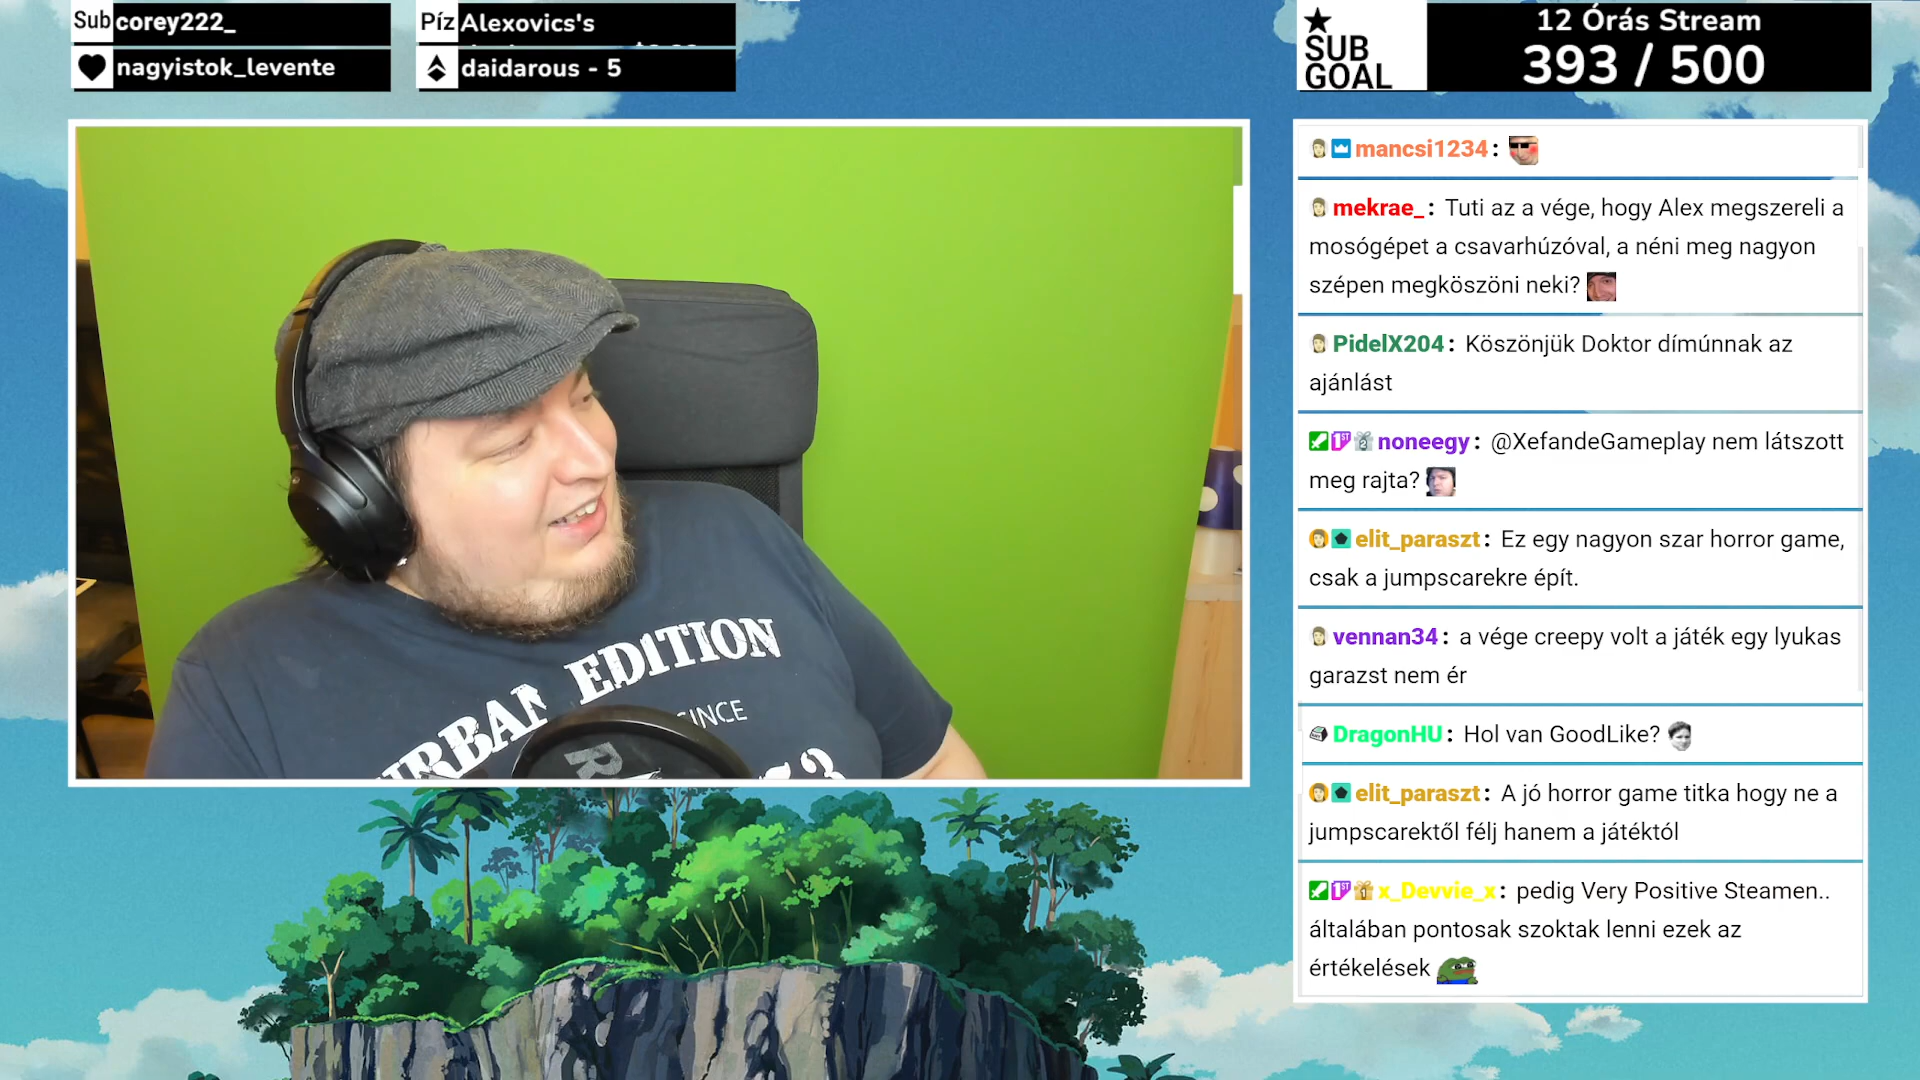 Sub corey222_
Píz Alexovics's
nagyistok_levente
daidarous - 5
SUB
GOAL
12 Órás Stream
393 / 500
mancsi1234:
mekrae_: Tuti az a vége, hogy Alex megszereli a
mosógépet a csavarhúzóval, a néni meg nagyon
szépen megköszöni neki?
PidelX204: Köszönjük Doktor dímúnnak az
ajánlást
noneegy: @XefandeGameplay nem látszott
meg rajta?
elit_paraszt: Ez egy nagyon szar horror game,
csak a jumpscarekre épít.
vennan34: a vége creepy volt a játék egy lyukas
garazst nem ér
DragonHU: Hol van GoodLike?
elit_paraszt: A jó horror game titka hogy ne a
jumpscarektől félj hanem a játéktól
x_Devvie_x: pedig Very Positive Steamen..
általában pontosak szoktak lenni ezek az
értékelések
URBAN EDITION
SINCE